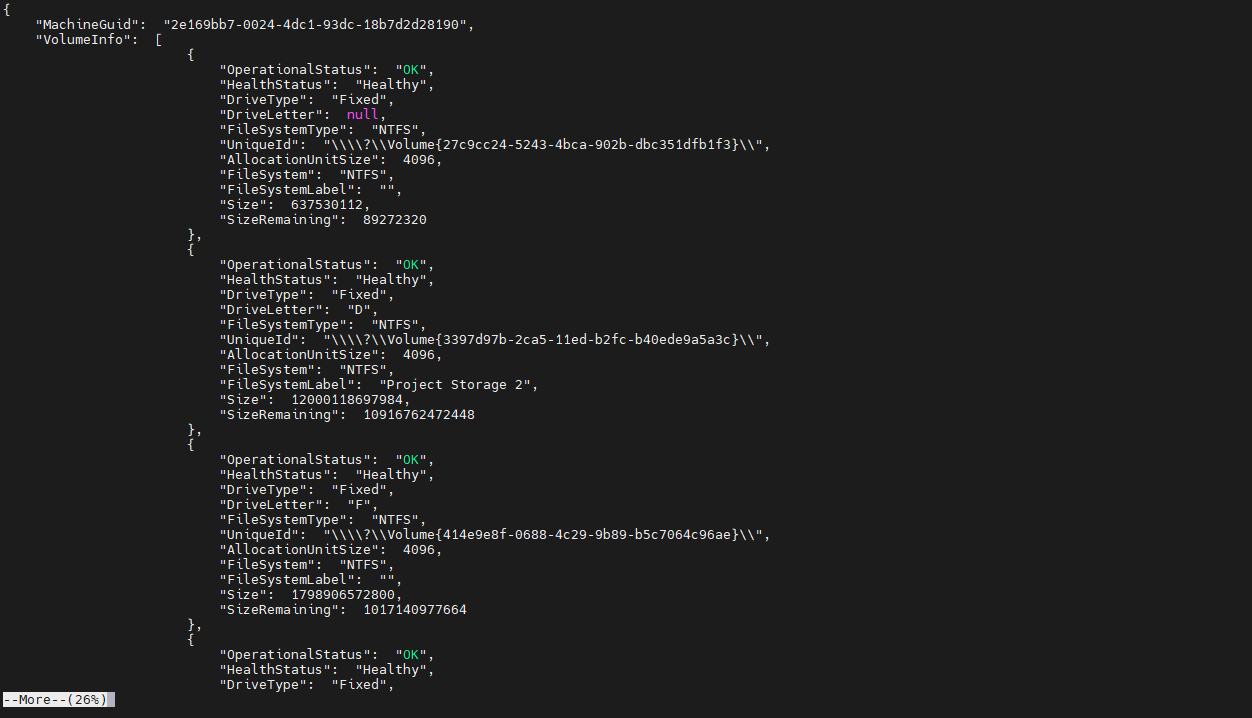 {
    "MachineGuid":  "2e169bb7-0024-4dc1-93dc-18b7d2d28190",
    "VolumeInfo":  [
                       {
                           "OperationalStatus":  "OK",
                           "HealthStatus":  "Healthy",
                           "DriveType":  "Fixed",
                           "DriveLetter":  null,
                           "FileSystemType":  "NTFS",
                           "UniqueId":  "\\\\?\\Volume{27c9cc24-5243-4bca-902b-dbc351dfb1f3}\\",
                           "AllocationUnitSize":  4096,
                           "FileSystem":  "NTFS",
                           "FileSystemLabel":  "",
                           "Size":  637530112,
                           "SizeRemaining":  89272320
                       },
                       {
                           "OperationalStatus":  "OK",
                           "HealthStatus":  "Healthy",
                           "DriveType":  "Fixed",
                           "DriveLetter":  "D",
                           "FileSystemType":  "NTFS",
                           "UniqueId":  "\\\\?\\Volume{3397d97b-2ca5-11ed-b2fc-b40ede9a5a3c}\\",
                           "AllocationUnitSize":  4096,
                           "FileSystem":  "NTFS",
                           "FileSystemLabel":  "Project Storage 2",
                           "Size":  12000118697984,
                           "SizeRemaining":  10916762472448
                       },
                       {
                           "OperationalStatus":  "OK",
                           "HealthStatus":  "Healthy",
                           "DriveType":  "Fixed",
                           "DriveLetter":  "F",
                           "FileSystemType":  "NTFS",
                           "UniqueId":  "\\\\?\\Volume{414e9e8f-0688-4c29-9b89-b5c7064c96ae}\\",
                           "AllocationUnitSize":  4096,
                           "FileSystem":  "NTFS",
                           "FileSystemLabel":  "",
                           "Size":  1798906572800,
                           "SizeRemaining":  1017140977664
                       },
                       {
                           "OperationalStatus":  "OK",
                           "HealthStatus":  "Healthy",
                           "DriveType":  "Fixed",
--More--(26%)